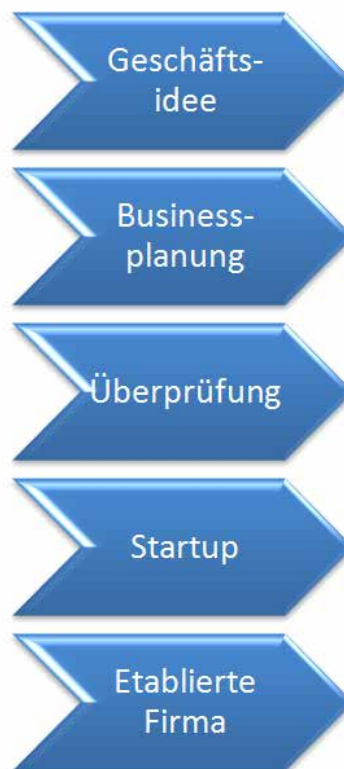 Geschäfts-
idee
Business-
planung
Überprüfung
Startup
Etablierte
Firma